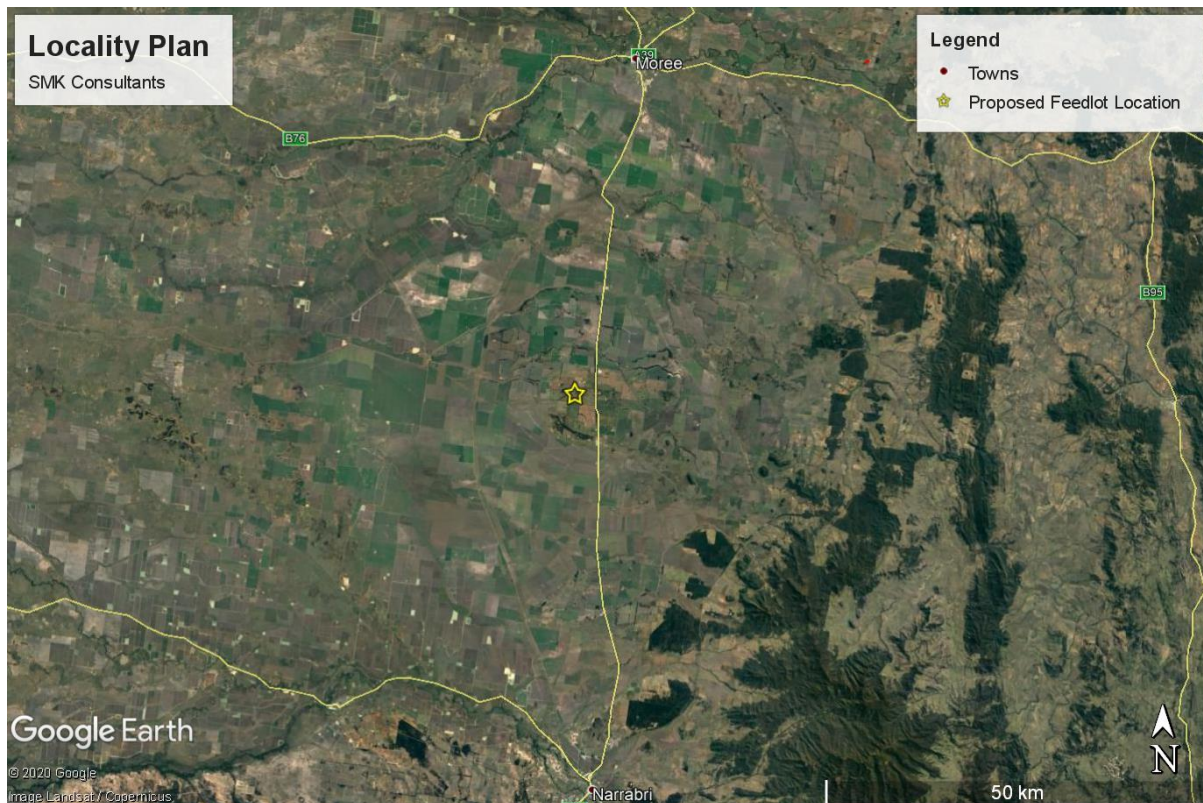 Locality Plan
SMK Consultants
Legend
Towns
Proposed Feedlot Location
A39
Moree
B76
B95
Google Earth
© 2020 Google
Image Landsat / Copernicus
Narrabri
50 km
N